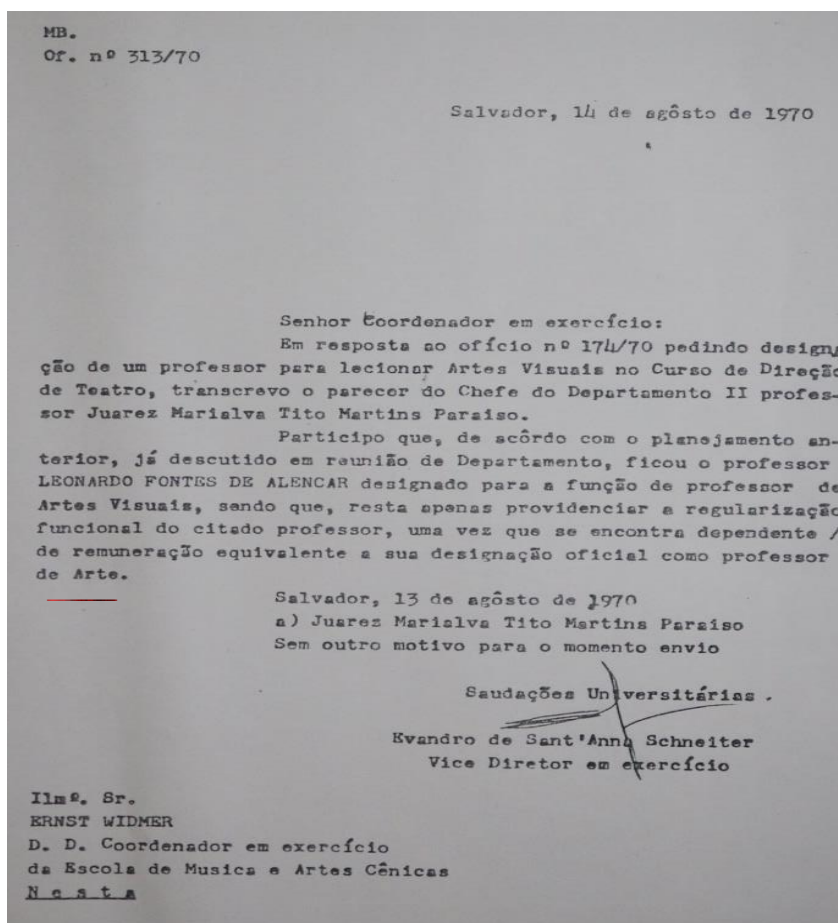 MB.
Of. nº 313/70
Salvador, 14 de agôsto de 1970
Senhor Coordenador em exercício:
Em resposta ao ofício nº 174/70 pedindo design/
ção de um professor para lecionar Artes Visuais no Curso de Direção
de Teatro, transcrevo o parecer do Chefe do Departamento II profes-
sor Juarez Marialva Tito Martins Paraiso.
Participo que, de acôrdo com o planejamento an-
terior, já descutido em reunião de Departamento, ficou o professor
LEONARDO FONTES DE ALENCAR designado para a função de professor de
Artes Visuais, sendo que, resta apenas providenciar a regularização
funcional do citado professor, uma vez que se encontra dependente /
de remuneração equivalente a sua designação oficial como professor
de Arte.
Salvador, 13 de agôsto de 1970
a) Juarez Marialva Tito Martins Paraiso
Sem outro motivo para o momento envio
Saudações Universitárias .
Evandro de Sant'Anna Schneiter
Vice Diretor em exercício
Ilmº. Sr.
ERNST WIDMER
D. D. Coordenador em exercício
da Escola de Musica e Artes Cênicas
N e s t a